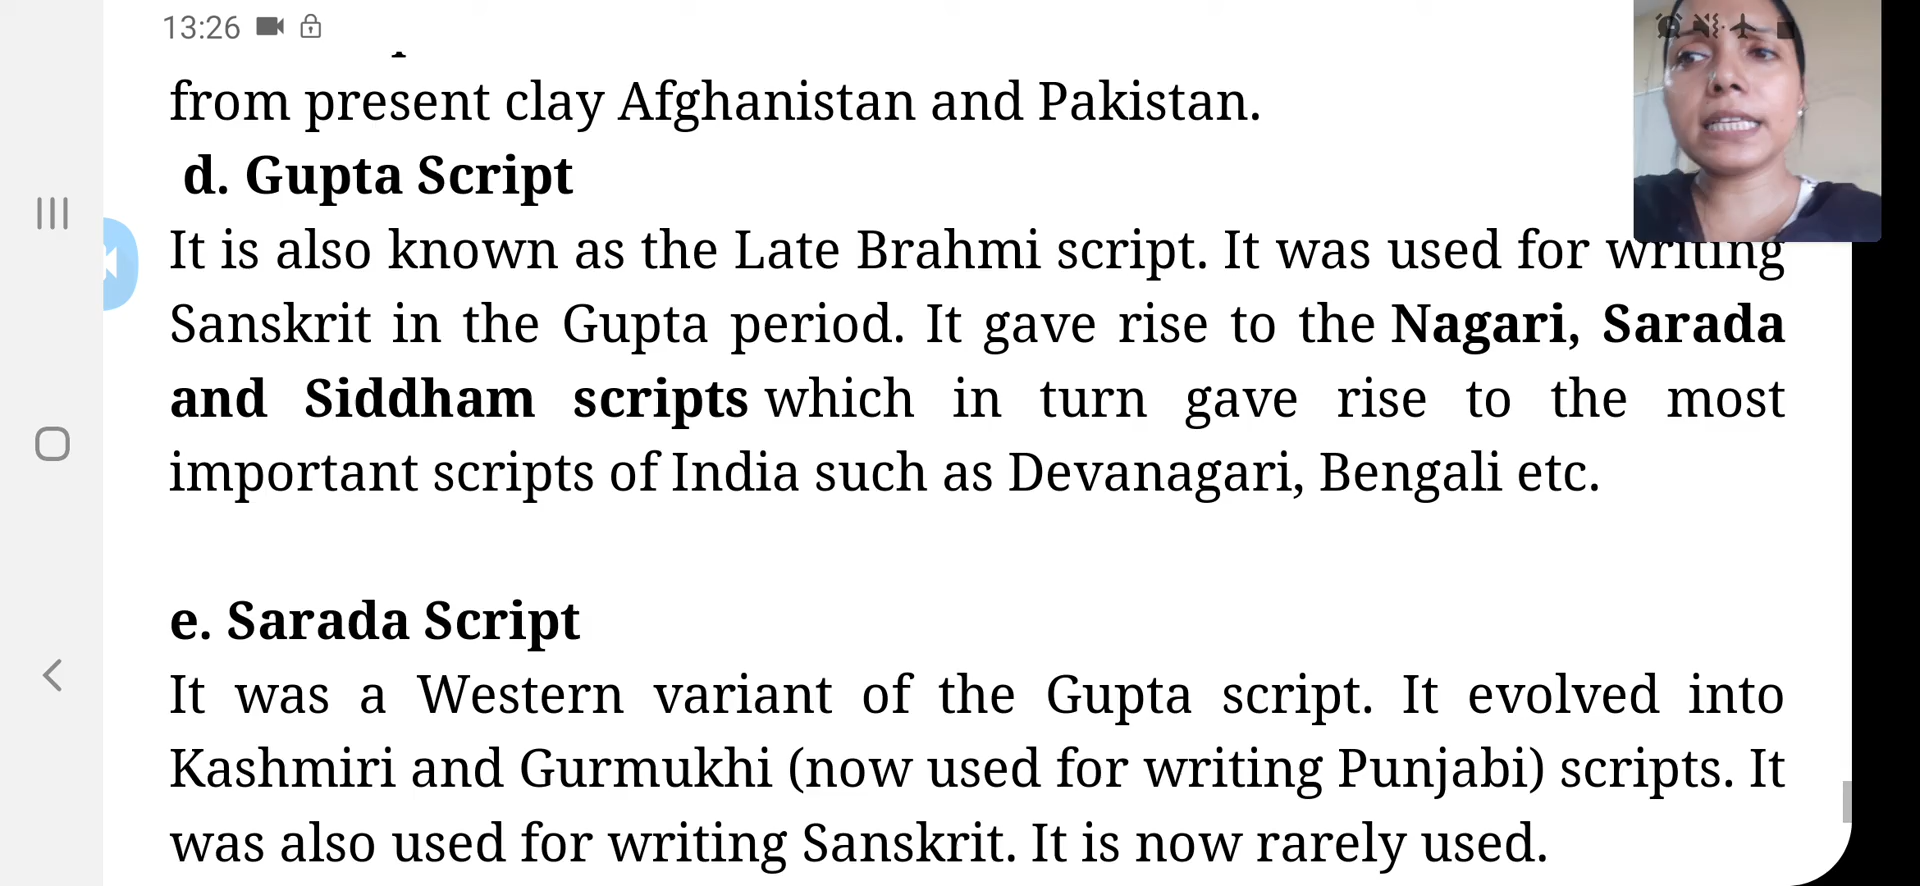 13:26
from present clay Afghanistan and Pakistan.
d. Gupta Script
It is also known as the Late Brahmi script. It was used for writing
Sanskrit in the Gupta period. It gave rise to the Nagari, Sarada
and Siddham scripts which in turn gave rise to the most
important scripts of India such as Devanagari, Bengali etc.
e. Sarada Script
It was a Western variant of the Gupta script. It evolved into
Kashmiri and Gurmukhi (now used for writing Punjabi) scripts. It
was also used for writing Sanskrit. It is now rarely used.